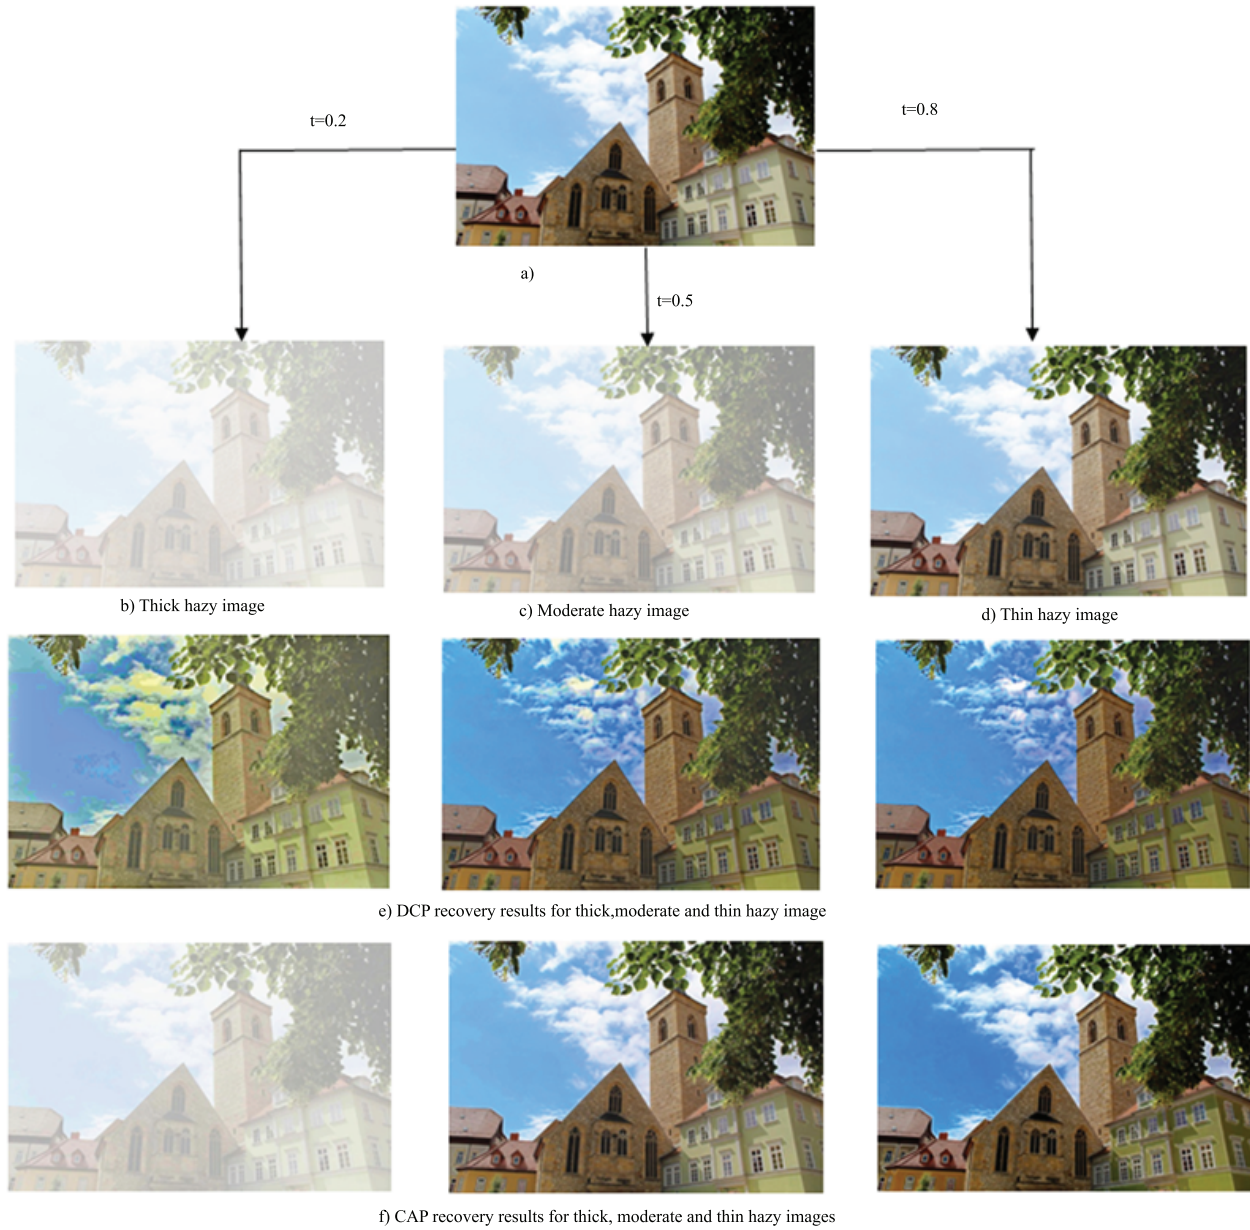 t=0.2
t=0.8
a)
t=0.5
b) Thick hazy image
c) Moderate hazy image
d) Thin hazy image
e) DCP recovery results for thick,moderate and thin hazy image
f) CAP recovery results for thick, moderate and thin hazy images